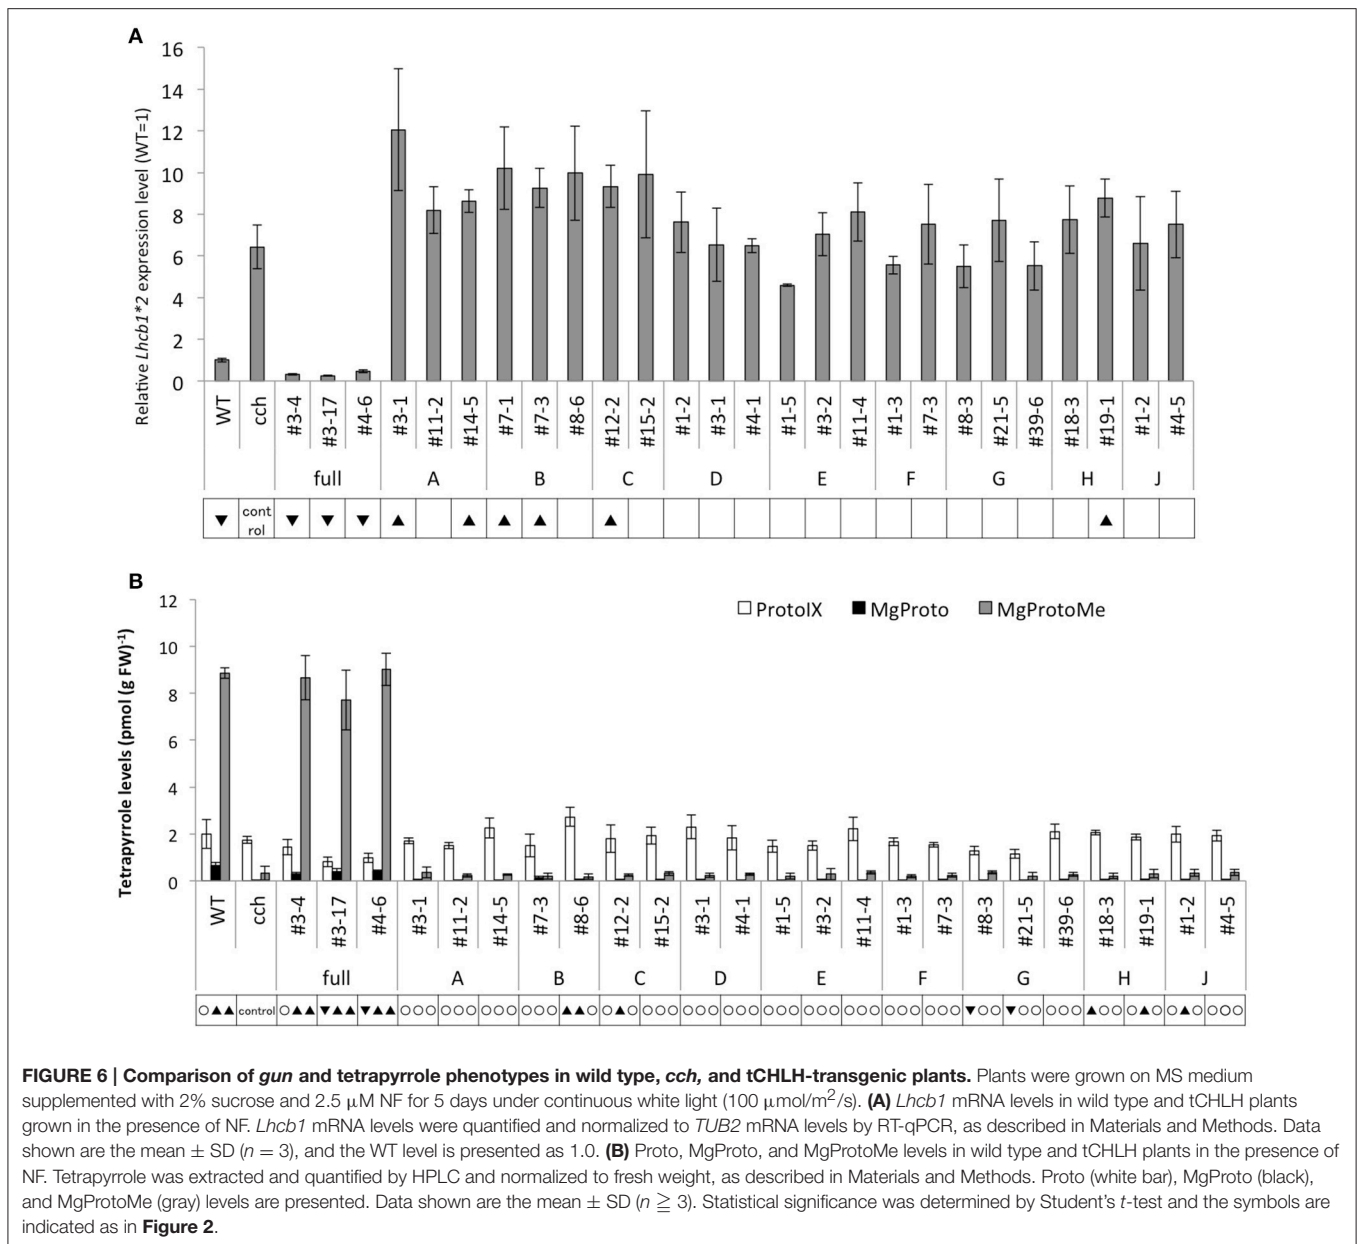 A
16
14
12
10
8
6
4
2
0
Relative Lhcb1*2 expression level (WT=1)
WT cch #3-4 #3-17 #4-6 #3-1 #11-2 #14-5 #7-1 #7-3 #8-6 #12-2 #15-2 #1-2 #3-1 #4-1 #1-5 #3-2 #11-4 #1-3 #7-3 #8-3 #21-5 #39-6 #18-3 #19-1 #1-2 #4-5
full A B C D E F G H J
▼ cont ▼ ▼ ▼ ▲ ▲ ▲ ▲ ▲ ▲
rol
B
12
10
8
6
4
2
0
Tetrapyrrole levels (pmol (g FW)-1)
ProtoIX MgProto MgProtoMe
WT cch #3-4 #3-17 #4-6 #3-1 #11-2 #14-5 #7-3 #8-6 #12-2 #15-2 #3-1 #4-1 #1-5 #3-2 #11-4 #1-3 #7-3 #8-3 #21-5 #39-6 #18-3 #19-1 #1-2 #4-5
full A B C D E F G H J
○▲▲ control ○▲▲ ▼▲▲ ▼▲▲ ○○○ ○○○ ○○○ ○○○ ▲▲○ ○▲○ ○○○ ○○○ ○○○ ○○○ ○○○ ○○○ ○○○ ○○○ ▼○○ ▼○○ ○○○ ▲○○ ○▲○ ○▲○ ○○○
FIGURE 6 | Comparison of gun and tetrapyrrole phenotypes in wild type, cch, and tCHLH-transgenic plants. Plants were grown on MS medium
supplemented with 2% sucrose and 2.5 μM NF for 5 days under continuous white light (100 μmol/m²/s). (A) Lhcb1 mRNA levels in wild type and tCHLH plants
grown in the presence of NF. Lhcb1 mRNA levels were quantified and normalized to TUB2 mRNA levels by RT-qPCR, as described in Materials and Methods. Data
shown are the mean ± SD (n = 3), and the WT level is presented as 1.0. (B) Proto, MgProto, and MgProtoMe levels in wild type and tCHLH plants in the presence of
NF. Tetrapyrrole was extracted and quantified by HPLC and normalized to fresh weight, as described in Materials and Methods. Proto (white bar), MgProto (black),
and MgProtoMe (gray) levels are presented. Data shown are the mean ± SD (n ≧ 3). Statistical significance was determined by Student's t-test and the symbols are
indicated as in Figure 2.